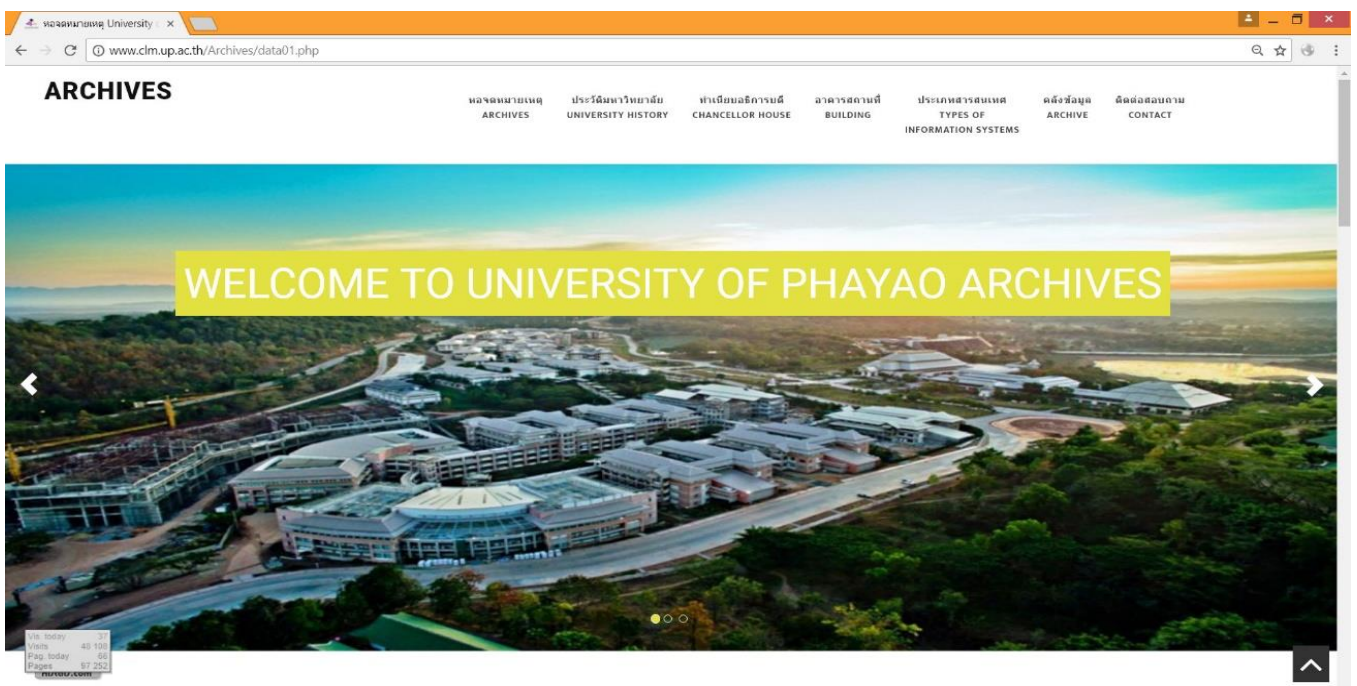 หอจดหมายเหตุ University
www.clm.up.ac.th/Archives/data01.php
ARCHIVES
หอจดหมายเหตุ
ARCHIVES
ประวัติมหาวิทยาลัย
UNIVERSITY HISTORY
ทำเนียบอธิการบดี
CHANCELLOR HOUSE
อาคารสถานที่
BUILDING
ประเภทสารสนเทศ
TYPES OF
INFORMATION SYSTEMS
คลังข้อมูล
ARCHIVE
ติดต่อสอบถาม
CONTACT
WELCOME TO UNIVERSITY OF PHAYAO ARCHIVES
Vis. today 37
Visits 48 108
Pag. today 66
Pages 97 252